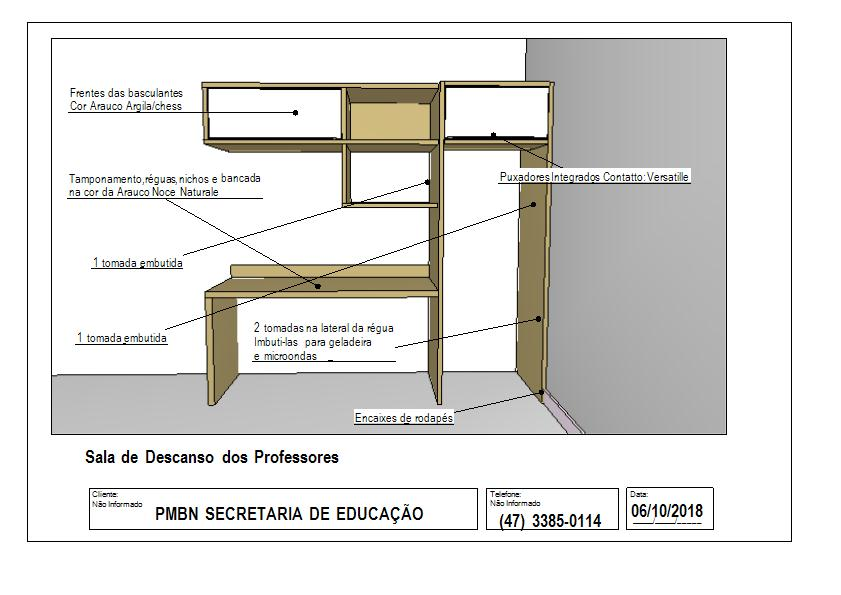 Frentes das basculantes
Cor Arauco Argila/chess
Tamponamento,réguas,nichos e bancada
na cor da Arauco Noce Naturale
Puxadores Integrados Contatto: Versatille
1 tomada embutida
1 tomada embutida
2 tomadas na lateral da régua
Imbuti-las para geladeira
e microondas _
Encaixes de rodapés
Sala de Descanso dos Professores
Cliente:
Não Informado
PMBN SECRETARIA DE EDUCAÇÃO
Telefone:
Não Informado
(47) 3385-0114
Data:
06/10/2018
___/___/_____